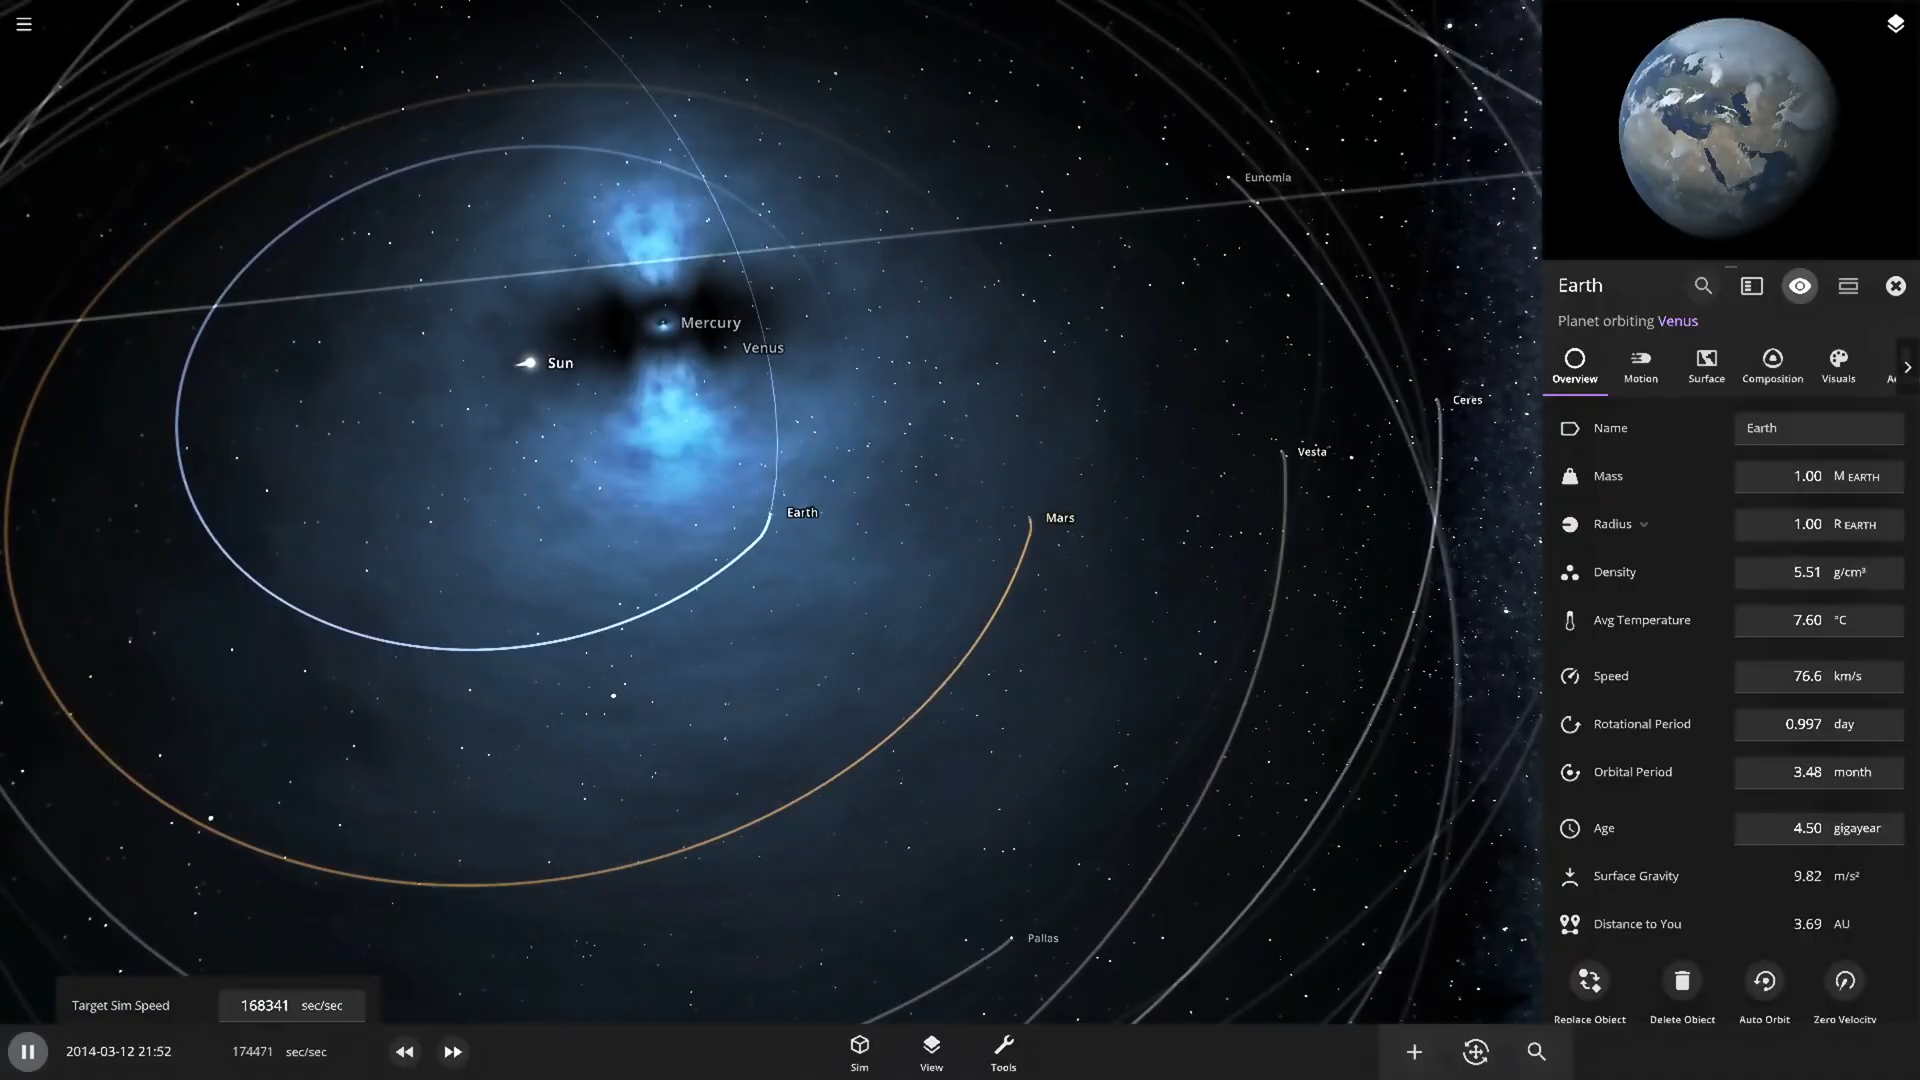 Eunomia
Mercury
Venus
Sun
Ceres
Vesta
Earth
Mars
Pallas
Earth
Planet orbiting Venus
Overview
Motion
Surface
Composition
Visuals
Name Earth
Mass 1.00 M EARTH
Radius 1.00 R EARTH
Density 5.51 g/cm³
Avg Temperature 7.60 °C
Speed 76.6 km/s
Rotational Period 0.997 day
Orbital Period 3.48 month
Age 4.50 gigayear
Surface Gravity 9.82 m/s²
Distance to You 3.69 AU
Replace Object
Delete Object
Auto Orbit
Zero Velocity
Target Sim Speed 168341 sec/sec
2014-03-12 21:52 174471 sec/sec
Sim
View
Tools